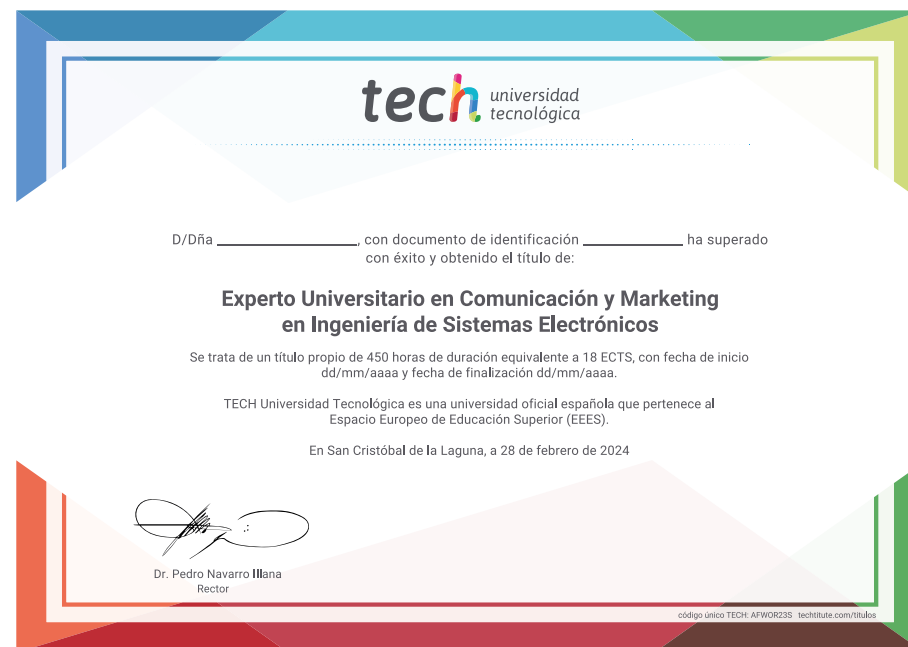 tech universidad
tecnológica
D/Dña ____________________, con documento de identificación ______________ ha superado
con éxito y obtenido el título de:
Experto Universitario en Comunicación y Marketing
en Ingeniería de Sistemas Electrónicos
Se trata de un título propio de 450 horas de duración equivalente a 18 ECTS, con fecha de inicio
dd/mm/aaaa y fecha de finalización dd/mm/aaaa.
TECH Universidad Tecnológica es una universidad oficial española que pertenece al
Espacio Europeo de Educación Superior (EEES).
En San Cristóbal de la Laguna, a 28 de febrero de 2024
Dr. Pedro Navarro Illana
Rector
código único TECH: AFWOR23S techtitute.com/titulos